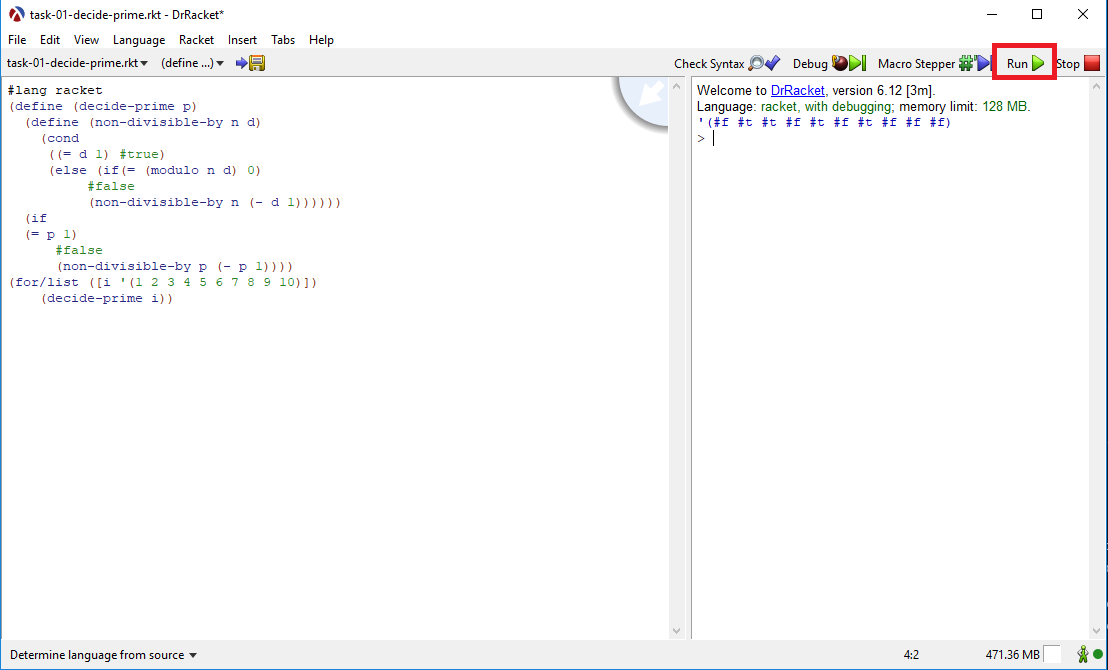 task-01-decide-prime.rkt - DrRacket*
File Edit View Language Racket Insert Tabs Help
task-01-decide-prime.rkt (define ...) Check Syntax Debug Macro Stepper Run Stop
#lang racket
(define (decide-prime p)
  (define (non-divisible-by n d)
    (cond
     ((= d 1) #true)
     (else (if(= (modulo n d) 0)
          #false
          (non-divisible-by n (- d 1))))))
  (if
  (= p 1)
      #false
      (non-divisible-by p (- p 1))))
(for/list ([i '(1 2 3 4 5 6 7 8 9 10)])
    (decide-prime i))
Welcome to DrRacket, version 6.12 [3m].
Language: racket, with debugging; memory limit: 128 MB.
'(#f #t #t #f #t #f #t #f #f #f)
>
Determine language from source 4:2 471.36 MB